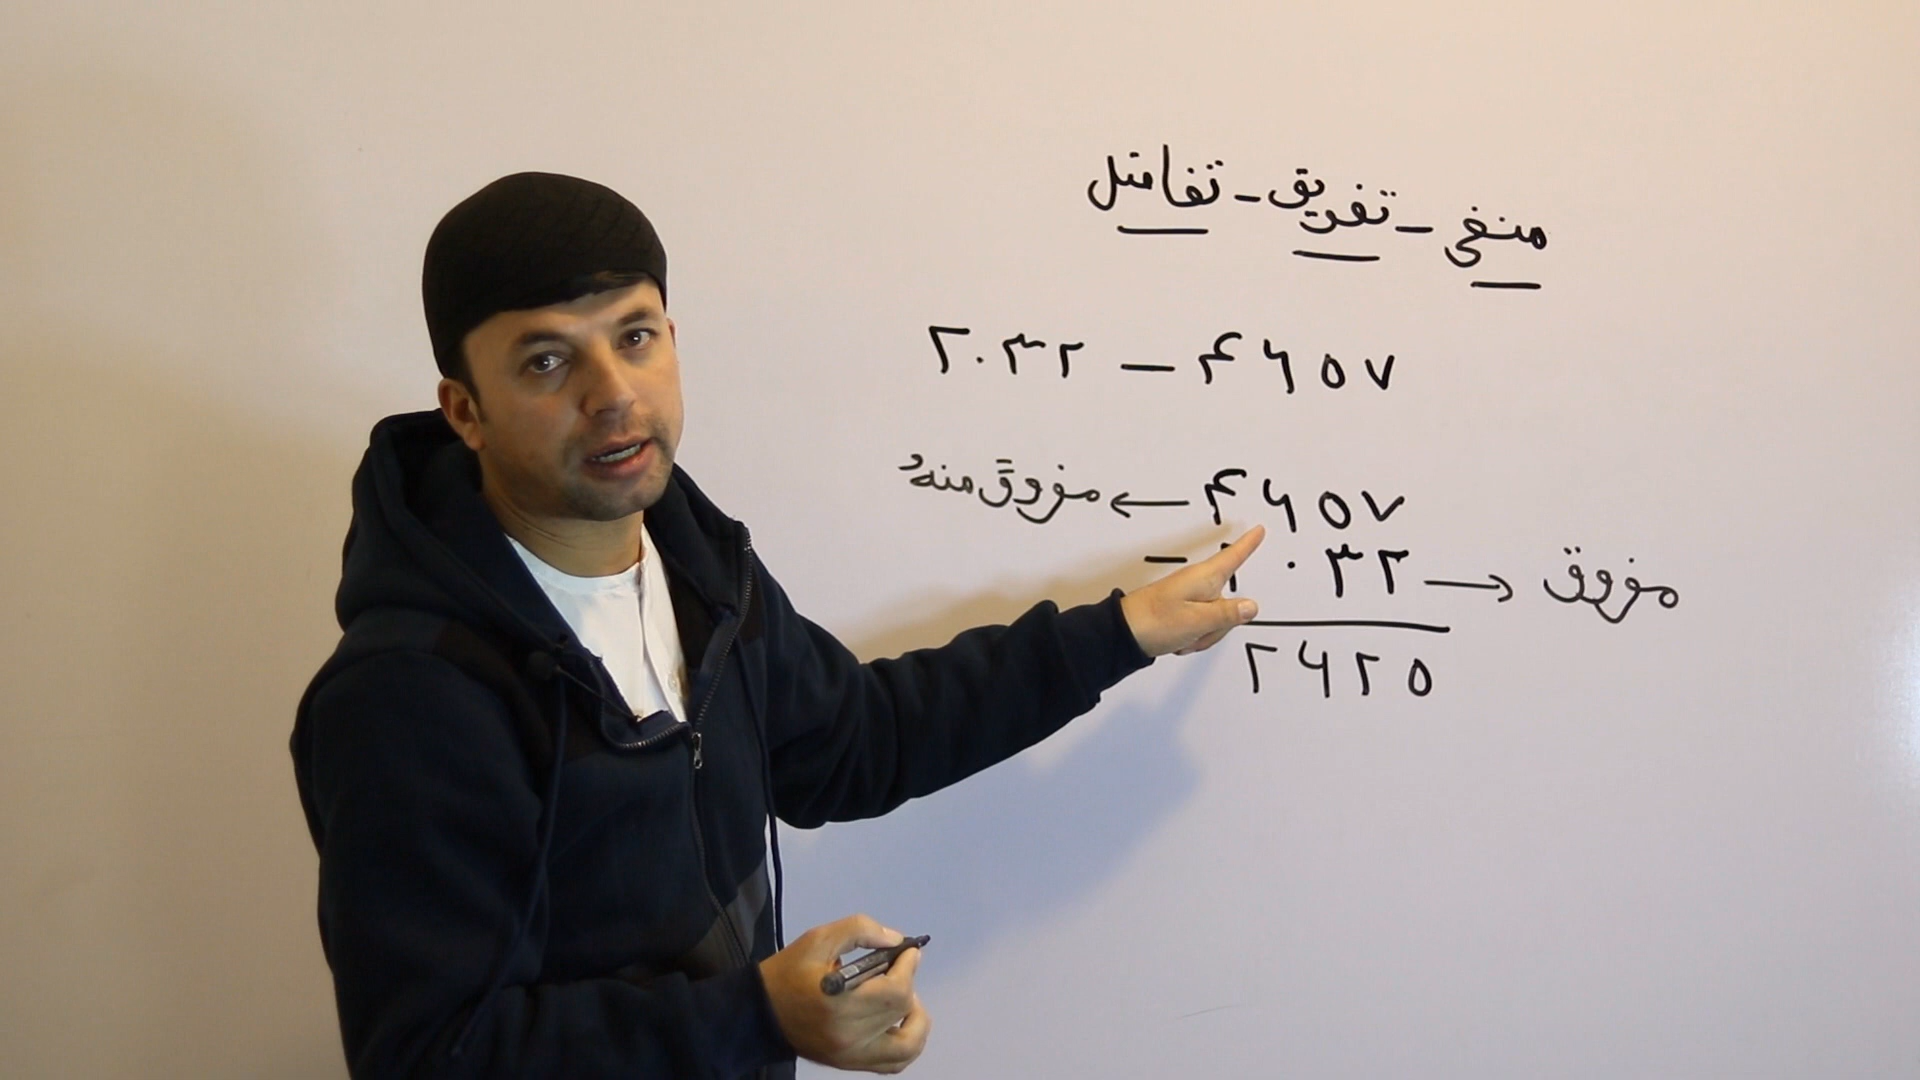 منفی - تفریق - تفاضل
۲۰۳۲ - ۴۶۵۷
۴۶۵۷ → مفروق منهُ
- ۲۰۳۲ → مفروق
۲۶۲۵